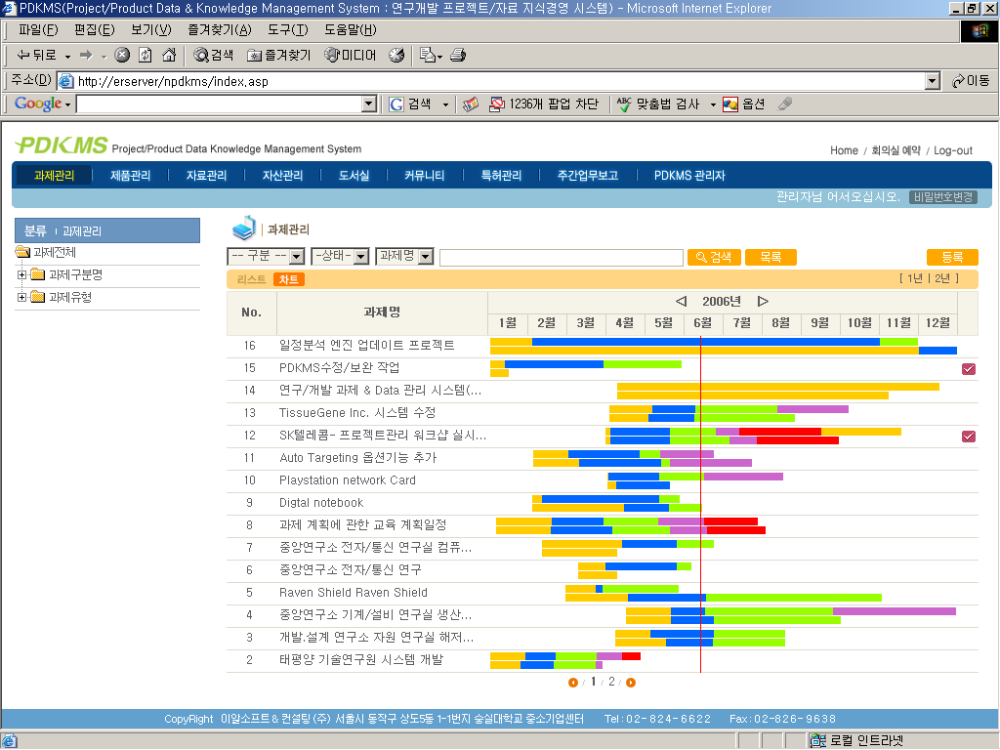 PDKMS(Project/Product Data & Knowledge Management System : 연구개발 프로젝트/자료 지식경영 시스템) - Microsoft Internet Explorer
파일(F) 편집(E) 보기(V) 즐겨찾기(A) 도구(T) 도움말(H)
뒤로 검색 즐겨찾기 미디어
주소(D) http://erserver/npdkms/index.asp 이동
Google 검색 1236개 팝업 차단 맞춤법 검사 옵션
PDKMS Project/Product Data Knowledge Management System
Home / 회의실 예약 / Log-out
과제관리 제품관리 자료관리 자산관리 도서실 커뮤니티 특허관리 주간업무보고 PDKMS 관리자
관리자님 어서오십시오. 비밀번호변경
분류 | 과제관리
과제전체
과제구분명
과제유형
과제관리
-- 구분 -- -상태- 과제명 검색 목록 등록
리스트 차트 [ 1년 | 2년 ]
No. 과제명 ◁ 2006년 ▷
1월 2월 3월 4월 5월 6월 7월 8월 9월 10월 11월 12월
16 일정분석 엔진 업데이트 프로젝트
15 PDKMS수정/보완 작업
14 연구/개발 과제 & Data 관리 시스템(...
13 TissueGene Inc. 시스템 수정
12 SK텔레콤- 프로젝트관리 워크샵 실시...
11 Auto Targeting 옵션기능 추가
10 Playstation network Card
9 Digtal notebook
8 과제 계획에 관한 교육 계획일정
7 중앙연구소 전자/통신 연구실 컴퓨...
6 중앙연구소 전자/통신 연구
5 Raven Shield Raven Shield
4 중앙연구소 기계/설비 연구실 생산...
3 개발.설계 연구소 자원 연구실 해저...
2 태평양 기술연구원 시스템 개발
/ 1 / 2 /
CopyRight 이알소프트&컨설팅(주) 서울시 동작구 상도5동 1-1번지 숭실대학교 중소기업센터 Tel:02-824-6622 Fax:02-826-9638
로컬 인트라넷